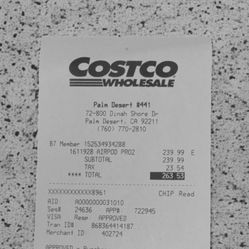 COSTCO
WHOLESALE
Palm Desert #441
72-800 Dinah Shore Dr
Palm Desert, CA 92211
(760) 770-2810
B7 Member 152534934288
1611928 AIRPOD PRO2 239.99 E
SUBTOTAL 239.99
TAX 23.54
**** TOTAL 263.53
XXXXXXXXXXXX8961 CHIP Read
AID A0000000031010
Seq# 24636 APP# 722945
VISA Resp APPROVED
Tran ID# 868364414187
Merchant ID
402724